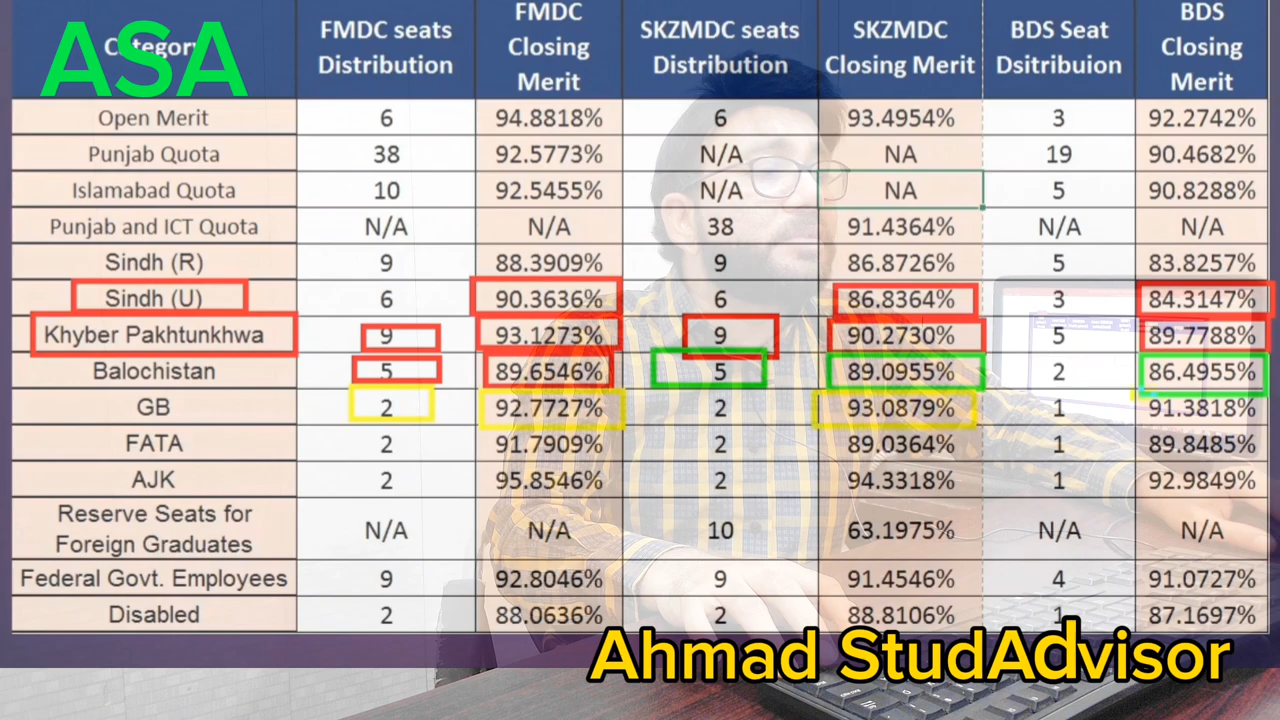 ASA
Category FMDC seats Distribution FMDC Closing Merit SKZMDC seats Distribution SKZMDC Closing Merit BDS Seat Dsitribuion BDS Closing Merit
Open Merit 6 94.8818% 6 93.4954% 3 92.2742%
Punjab Quota 38 92.5773% N/A NA 19 90.4682%
Islamabad Quota 10 92.5455% N/A NA 5 90.8288%
Punjab and ICT Quota N/A N/A 38 91.4364% N/A N/A
Sindh (R) 9 88.3909% 9 86.8726% 5 83.8257%
Sindh (U) 6 90.3636% 6 86.8364% 3 84.3147%
Khyber Pakhtunkhwa 9 93.1273% 9 90.2730% 5 89.7788%
Balochistan 5 89.6546% 5 89.0955% 2 86.4955%
GB 2 92.7727% 2 93.0879% 1 91.3818%
FATA 2 91.7909% 2 89.0364% 1 89.8485%
AJK 2 95.8546% 2 94.3318% 1 92.9849%
Reserve Seats for Foreign Graduates N/A N/A 10 63.1975% N/A N/A
Federal Govt. Employees 9 92.8046% 9 91.4546% 4 91.0727%
Disabled 2 88.0636% 2 88.8106% 1 87.1697%
Ahmad StudAdvisor